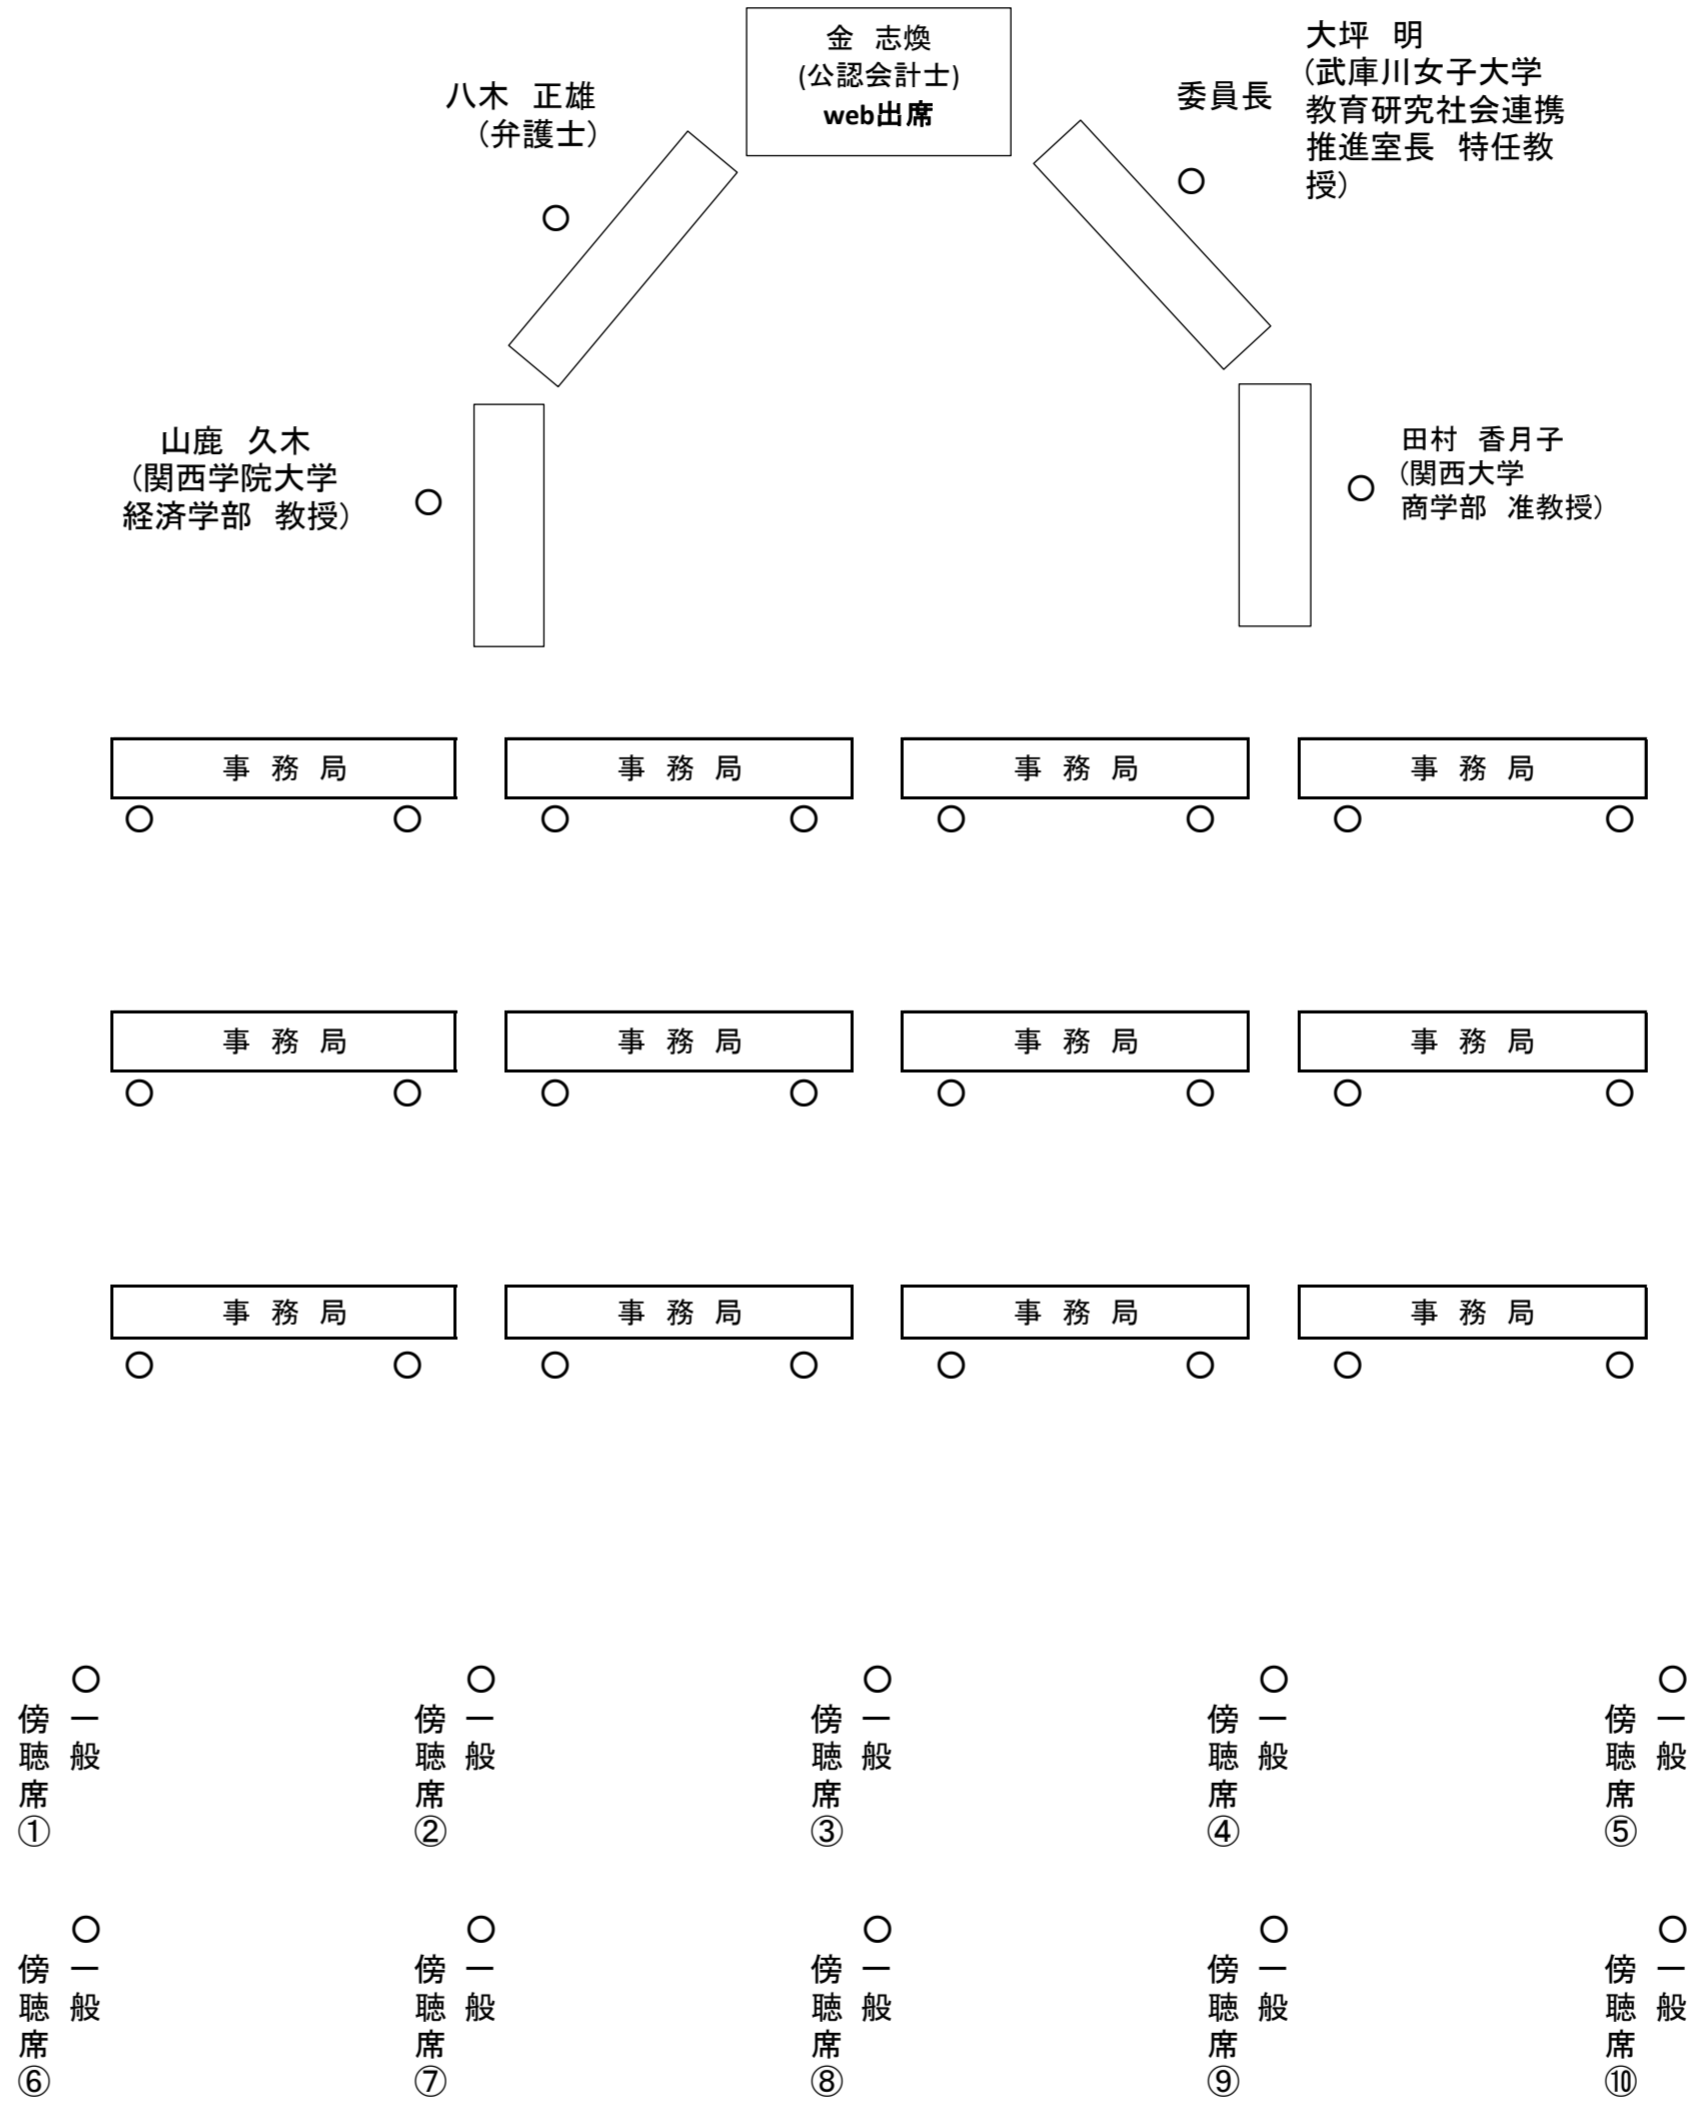 金　志煥
(公認会計士)
web出席
八木　正雄
（弁護士）
委員長
大坪　明
（武庫川女子大学
教育研究社会連携
推進室長　特任教
授）
山鹿　久木
（関西学院大学
経済学部　教授）
田村　香月子
（関西大学
商学部　准教授）
事　務　局
事　務　局
事　務　局
事　務　局
事　務　局
事　務　局
事　務　局
事　務　局
事　務　局
事　務　局
事　務　局
事　務　局
一般
傍聴席①
一般
傍聴席②
一般
傍聴席③
一般
傍聴席④
一般
傍聴席⑤
一般
傍聴席⑥
一般
傍聴席⑦
一般
傍聴席⑧
一般
傍聴席⑨
一般
傍聴席⑩